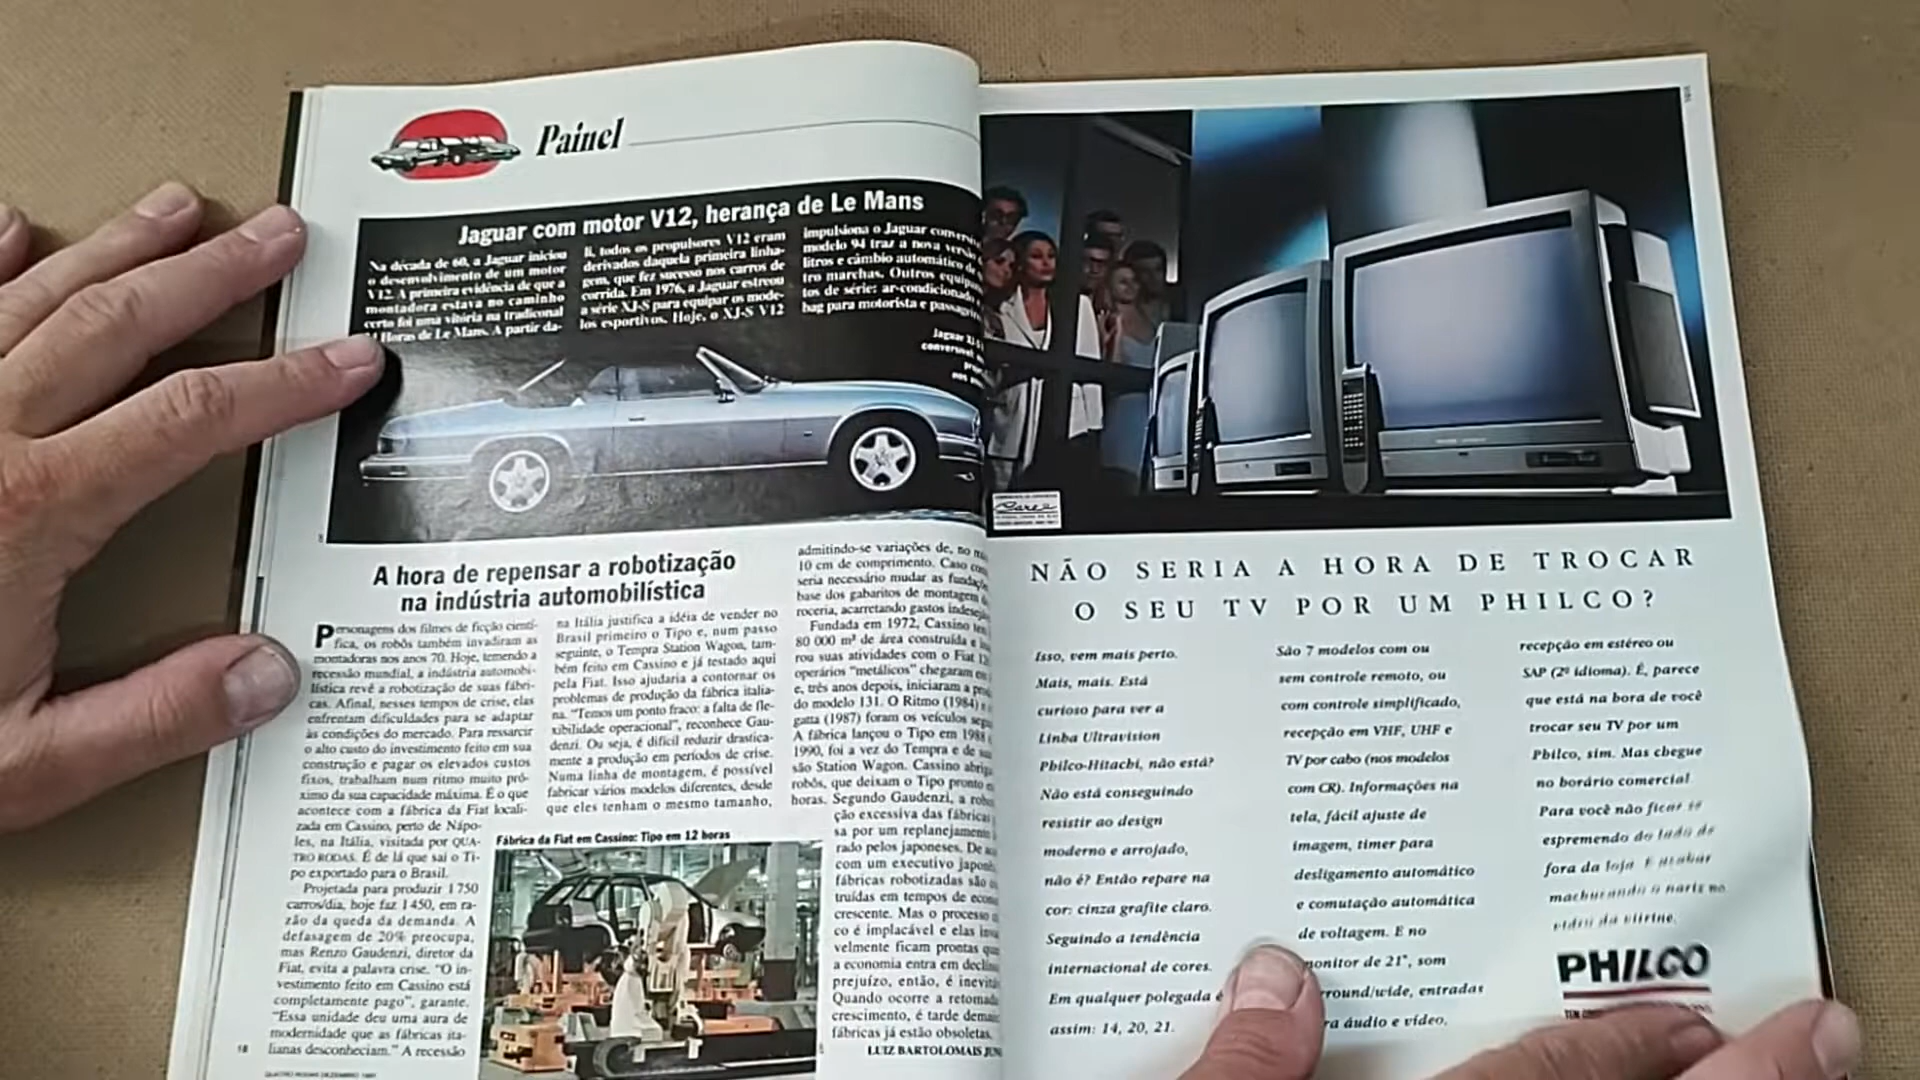 Painel
Jaguar com motor V12, herança de Le Mans
Na década de 60, a Jaguar iniciou
o desenvolvimento de um motor
V12. A primeira evidência de que a
montadora estava no caminho
certo foi uma vitória na tradicional
Horas de Le Mans. A partir da-
li, todos os propulsores V12 eram
derivados daquela primeira linha-
gem, que fez sucesso nos carros de
corrida. Em 1976, a Jaguar estreou
a série XJ-S para equipar os mode-
los esportivos. Hoje, o XJ-S V12
impulsiona o Jaguar
modelo 94 traz a nova
litros e câmbio automático
tro marchas. Outros
tos de série: ar-condicionado
bag para motorista e
Jaguar
A hora de repensar a robotização
na indústria automobilística
Personagens dos filmes de ficção cientí-
fica, os robôs também invadiram as
montadoras nos anos 70. Hoje, temendo a
recessão mundial, a indústria automobi-
lística revê a robotização de suas fábri-
cas. Afinal, nesses tempos de crise, elas
enfrentam dificuldades para se adaptar
às condições do mercado. Para ressarcir
o alto custo do investimento feito em sua
construção e pagar os elevados custos
fixos, trabalham num ritmo muito pró-
ximo da sua capacidade máxima. É o que
acontece com a fábrica da Fiat locali-
zada em Cassino, perto de Nápo-
les, na Itália, visitada por QUA-
TRO RODAS. É de lá que sai o Ti-
po exportado para o Brasil.
Projetada para produzir 1 750
carros/dia, hoje faz 1 450, em ra-
zão da queda da demanda. A
defasagem de 20% preocupa,
mas Renzo Gaudenzi, diretor da
Fiat, evita a palavra crise. "O in-
vestimento feito em Cassino está
completamente pago", garante.
"Essa unidade deu uma aura de
modernidade que as fábricas ita-
lianas desconheciam." A recessão
na Itália justifica a idéia de vender no
Brasil primeiro o Tipo e, num passo
seguinte, o Tempra Station Wagon, tam-
bém feito em Cassino e já testado aqui
pela Fiat. Isso ajudaria a contornar os
problemas de produção da fábrica italia-
na. "Temos um ponto fraco: a falta de fle-
xibilidade operacional", reconhece Gau-
denzi. Ou seja, é difícil reduzir drastica-
mente a produção em períodos de crise.
Numa linha de montagem, é possível
fabricar vários modelos diferentes, desde
que eles tenham o mesmo tamanho,
Fábrica da Fiat em Cassino: Tipo em 12 horas
admitindo-se variações de, no
10 cm de comprimento. Caso
seria necessário mudar as
base dos gabaritos de montagem
roceria, acarretando gastos
Fundada em 1972, Cassino
80 000 m² de área construída e
rou suas atividades com o Fiat
operários "metálicos" chegaram
e, três anos depois, iniciaram a
do modelo 131. O Ritmo (1984)
gatta (1987) foram os veículos
A fábrica lançou o Tipo em 1988
1990, foi a vez do Tempra e de
são Station Wagon. Cassino
robôs, que deixam o Tipo pronto
horas. Segundo Gaudenzi, a
ção excessiva das fábricas
sa por um replanejamento
rado pelos japoneses. De
com um executivo
fábricas robotizadas são
truídas em tempos de
crescente. Mas o processo
co é implacável e elas
velmente ficam prontas
a economia entra em
prejuízo, então, é
Quando ocorre a
crescimento, é tarde
fábricas já estão obsoletas.
LUIZ BARTOLOMAIS
18
QUATRO RODAS DEZEMBRO
NÃO SERIA A HORA DE TROCAR
O SEU TV POR UM PHILCO?
Isso, vem mais perto.
Mais, mais. Está
curioso para ver a
Linha Ultravision
Philco-Hitachi, não está?
Não está conseguindo
resistir ao design
moderno e arrojado,
não é? Então repare na
cor: cinza grafite claro.
Seguindo a tendência
internacional de cores.
Em qualquer polegada é
assim: 14, 20, 21.
São 7 modelos com ou
sem controle remoto, ou
com controle simplificado,
recepção em VHF, UHF e
TV por cabo (nos modelos
com CR). Informações na
tela, fácil ajuste de
imagem, timer para
desligamento automático
e comutação automática
de voltagem. E no
monitor de 21", som
rround/wide, entradas
ra áudio e vídeo,
recepção em estéreo ou
SAP (2º idioma). É, parece
que está na hora de você
trocar seu TV por um
Philco, sim. Mas chegue
no horário comercial
Para você não ficar se
espremendo do lado de
fora da loja. E acabar
machucando o nariz no
vidro da vitrine.
PHILCO